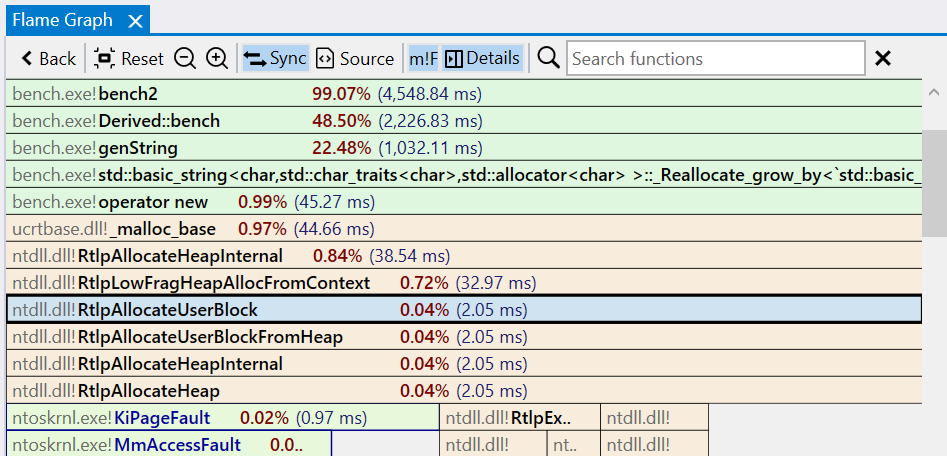 Flame Graph
Back Reset Sync Source m!F Details Search functions
bench.exe!bench2 99.07% (4,548.84 ms)
bench.exe!Derived::bench 48.50% (2,226.83 ms)
bench.exe!genString 22.48% (1,032.11 ms)
bench.exe!std::basic_string<char,std::char_traits<char>,std::allocator<char> >::_Reallocate_grow_by<`std::basic_
bench.exe!operator new 0.99% (45.27 ms)
ucrtbase.dll!_malloc_base 0.97% (44.66 ms)
ntdll.dll!RtlpAllocateHeapInternal 0.84% (38.54 ms)
ntdll.dll!RtlpLowFragHeapAllocFromContext 0.72% (32.97 ms)
ntdll.dll!RtlpAllocateUserBlock 0.04% (2.05 ms)
ntdll.dll!RtlpAllocateUserBlockFromHeap 0.04% (2.05 ms)
ntdll.dll!RtlpAllocateHeapInternal 0.04% (2.05 ms)
ntdll.dll!RtlpAllocateHeap 0.04% (2.05 ms)
ntoskrnl.exe!KiPageFault 0.02% (0.97 ms) ntdll.dll!RtlpEx.. ntdll.dll!
ntoskrnl.exe!MmAccessFault 0.0.. ntdll.dll! nt.. ntdll.dll!